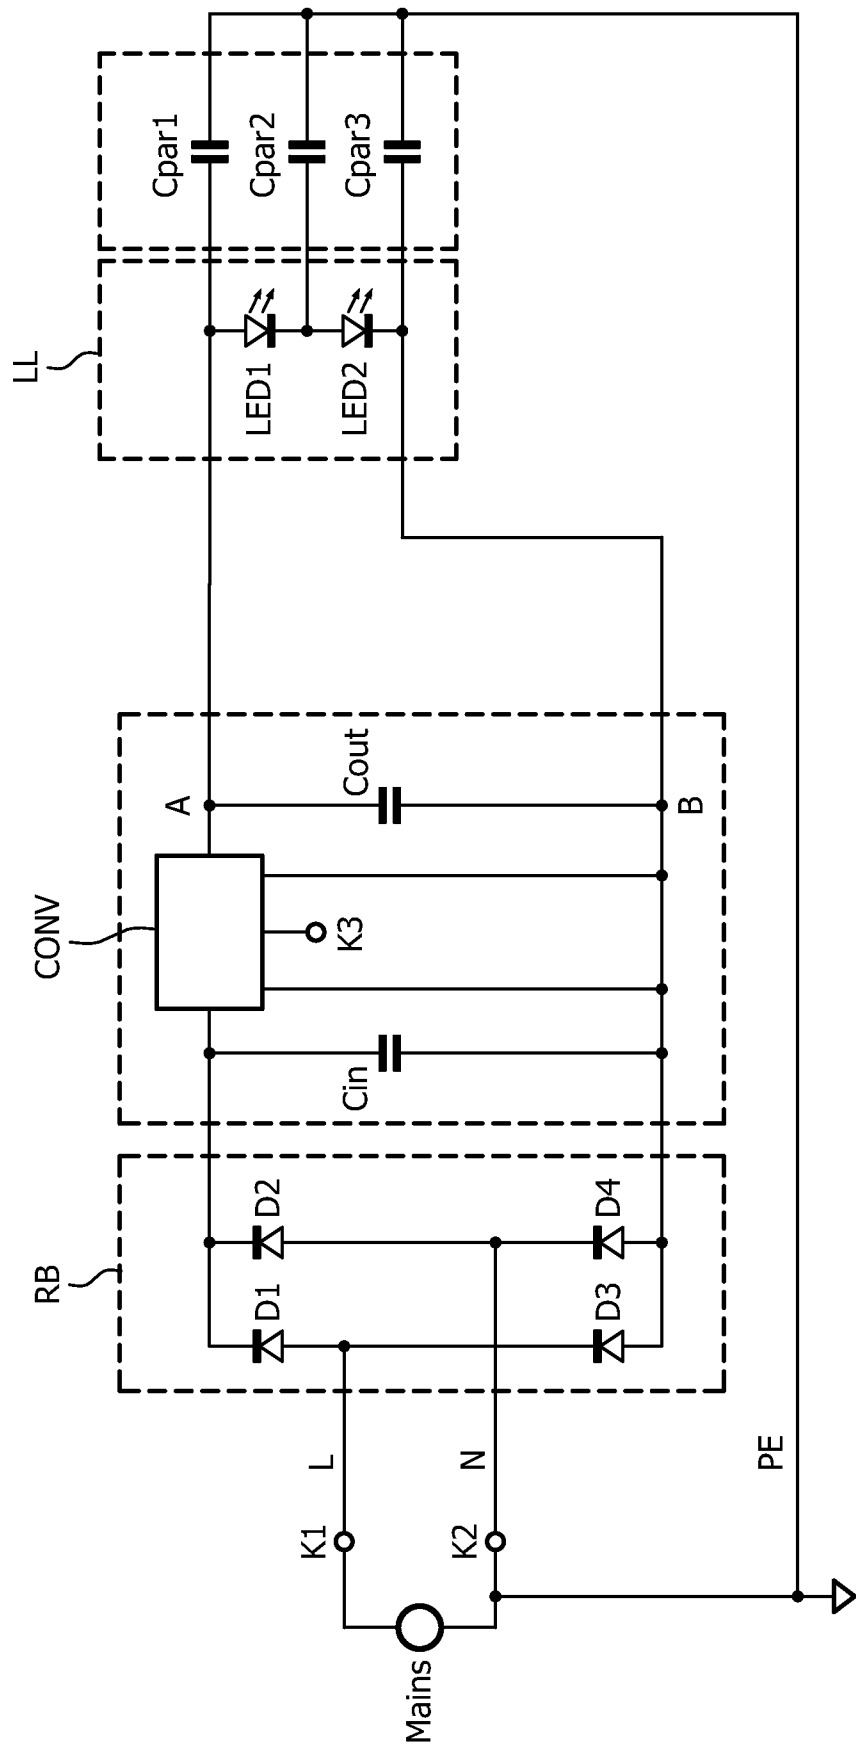 Mains
K1
L
K2
N
PE
RB
D1
D2
D3
D4
CONV
Cin
K3
A
Cout
B
LL
LED1
LED2
Cpar1
Cpar2
Cpar3